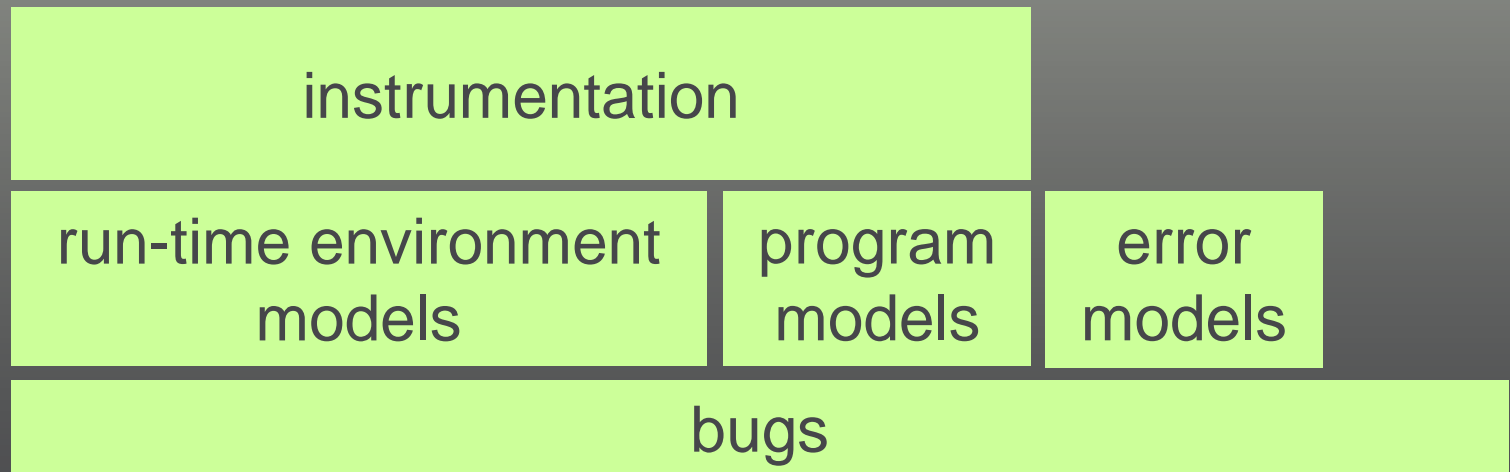 instrumentation
run-time environment
models
program
models
error
models
bugs